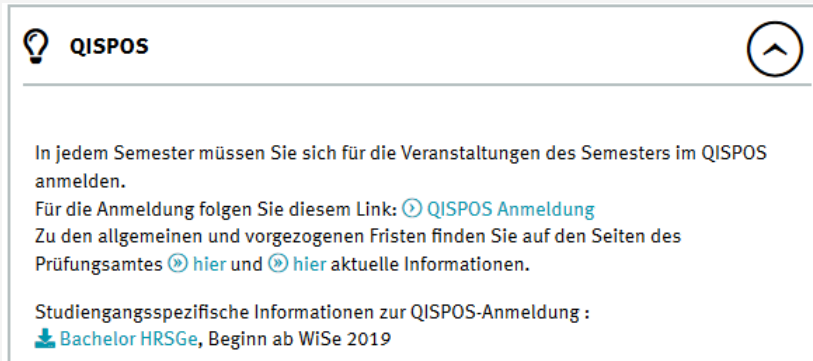 QISPOS
In jedem Semester müssen Sie sich für die Veranstaltungen des Semesters im QISPOS
anmelden.
Für die Anmeldung folgen Sie diesem Link: QISPOS Anmeldung
Zu den allgemeinen und vorgezogenen Fristen finden Sie auf den Seiten des
Prüfungsamtes hier und hier aktuelle Informationen.
Studiengangsspezifische Informationen zur QISPOS-Anmeldung :
Bachelor HRSGe, Beginn ab WiSe 2019